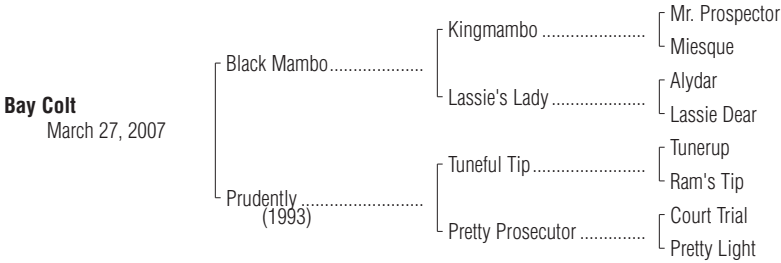 Mr. Prospector
Kingmambo ......................
Miesque
Black Mambo....................
Alydar
Lassie's Lady ....................
Lassie Dear
Bay Colt
March 27, 2007
Tunerup
Tuneful Tip........................
Ram's Tip
Prudently ..........................
(1993)
Court Trial
Pretty Prosecutor ..............
Pretty Light